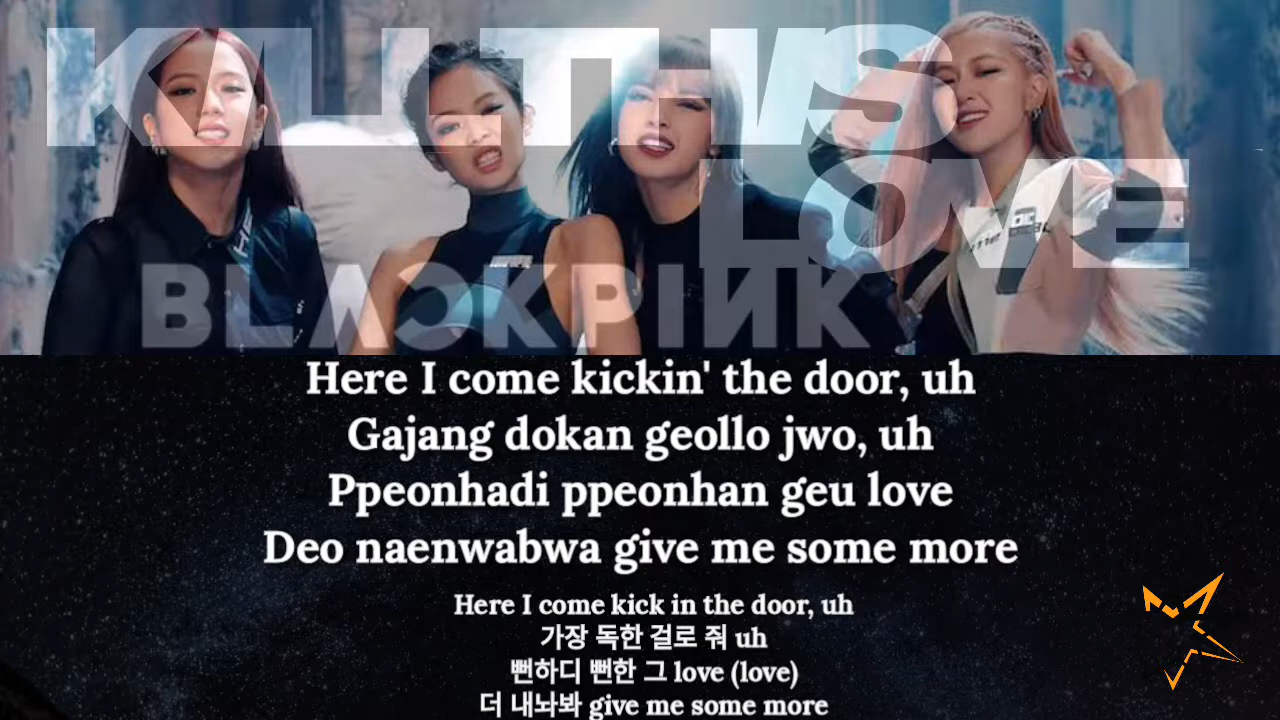 KILL THIS
LOVE
BLACKPINK
Here I come kickin' the door, uh
Gajang dokan geollo jwo, uh
Ppeonhadi ppeonhan geu love
Deo naenwabwa give me some more
Here I come kick in the door, uh
가장 독한 걸로 줘 uh
뻔하디 뻔한 그 love (love)
더 내놔봐 give me some more